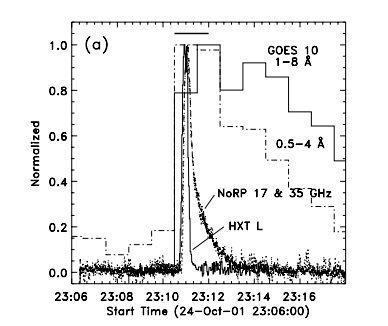 (a)
GOES 10
1-8 Å
0.5-4 Å
NoRP 17 & 35 GHz
HXT L
Normalized
1.0
0.8
0.6
0.4
0.2
0.0
23:06 23:08 23:10 23:12 23:14 23:16
Start Time (24-Oct-01 23:06:00)